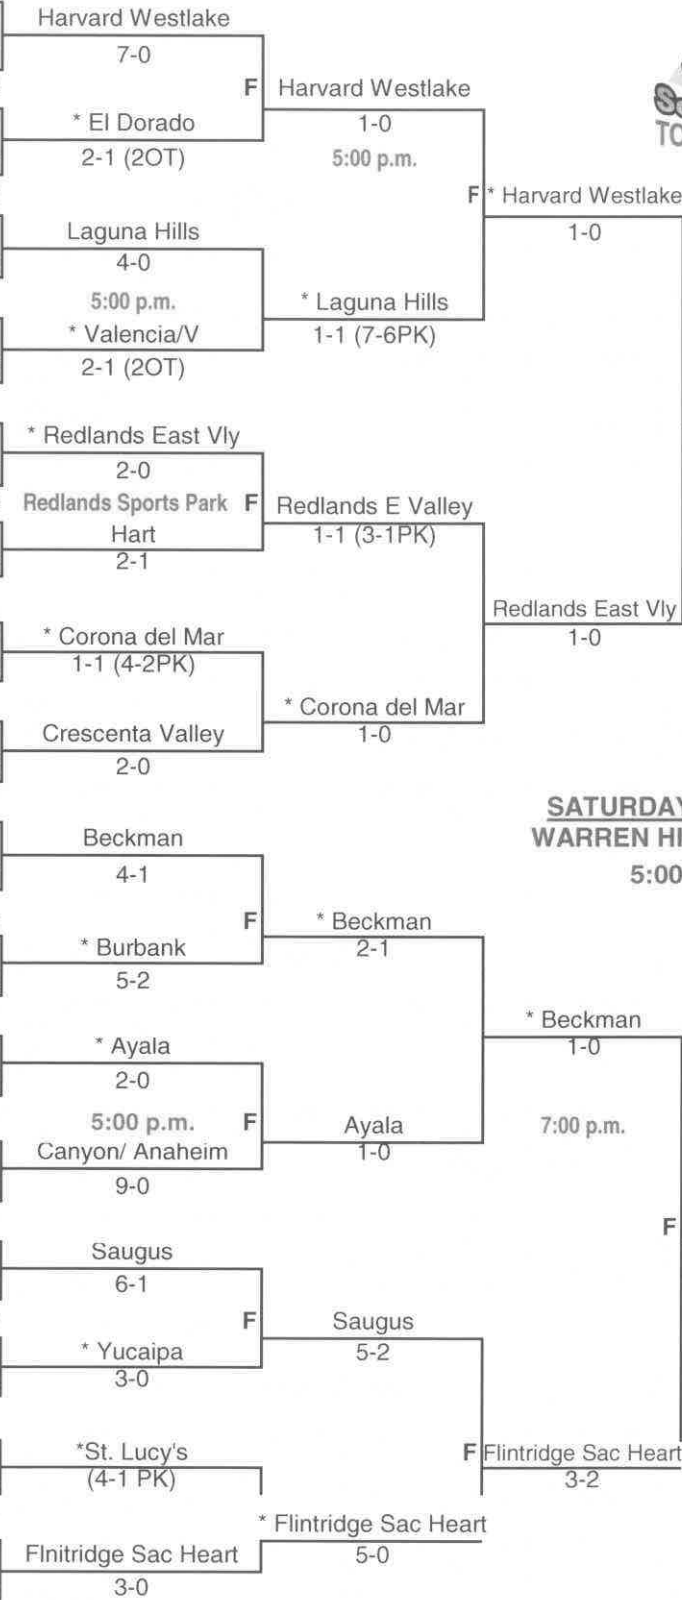 Harvard Westlake
7-0
F
Harvard Westlake
* El Dorado
1-0
2-1 (2OT)
5:00 p.m.
TO
F
* Harvard Westlake
Laguna Hills
1-0
4-0
5:00 p.m.
* Laguna Hills
* Valencia/V
1-1 (7-6PK)
2-1 (2OT)
* Redlands East Vly
2-0
Redlands Sports Park F
Redlands E Valley
Hart
1-1 (3-1PK)
2-1
Redlands East Vly
* Corona del Mar
1-0
1-1 (4-2PK)
* Corona del Mar
Crescenta Valley
1-0
2-0
SATURDAY
Beckman
WARREN HI
4-1
5:00
F
* Beckman
* Burbank
2-1
5-2
* Beckman
* Ayala
1-0
2-0
5:00 p.m. F
Ayala
7:00 p.m.
Canyon/ Anaheim
1-0
9-0
F
Saugus
6-1
F
Saugus
* Yucaipa
5-2
3-0
*St. Lucy's
F
Flintridge Sac Heart
(4-1 PK)
3-2
* Flintridge Sac Heart
FInitridge Sac Heart
5-0
3-0